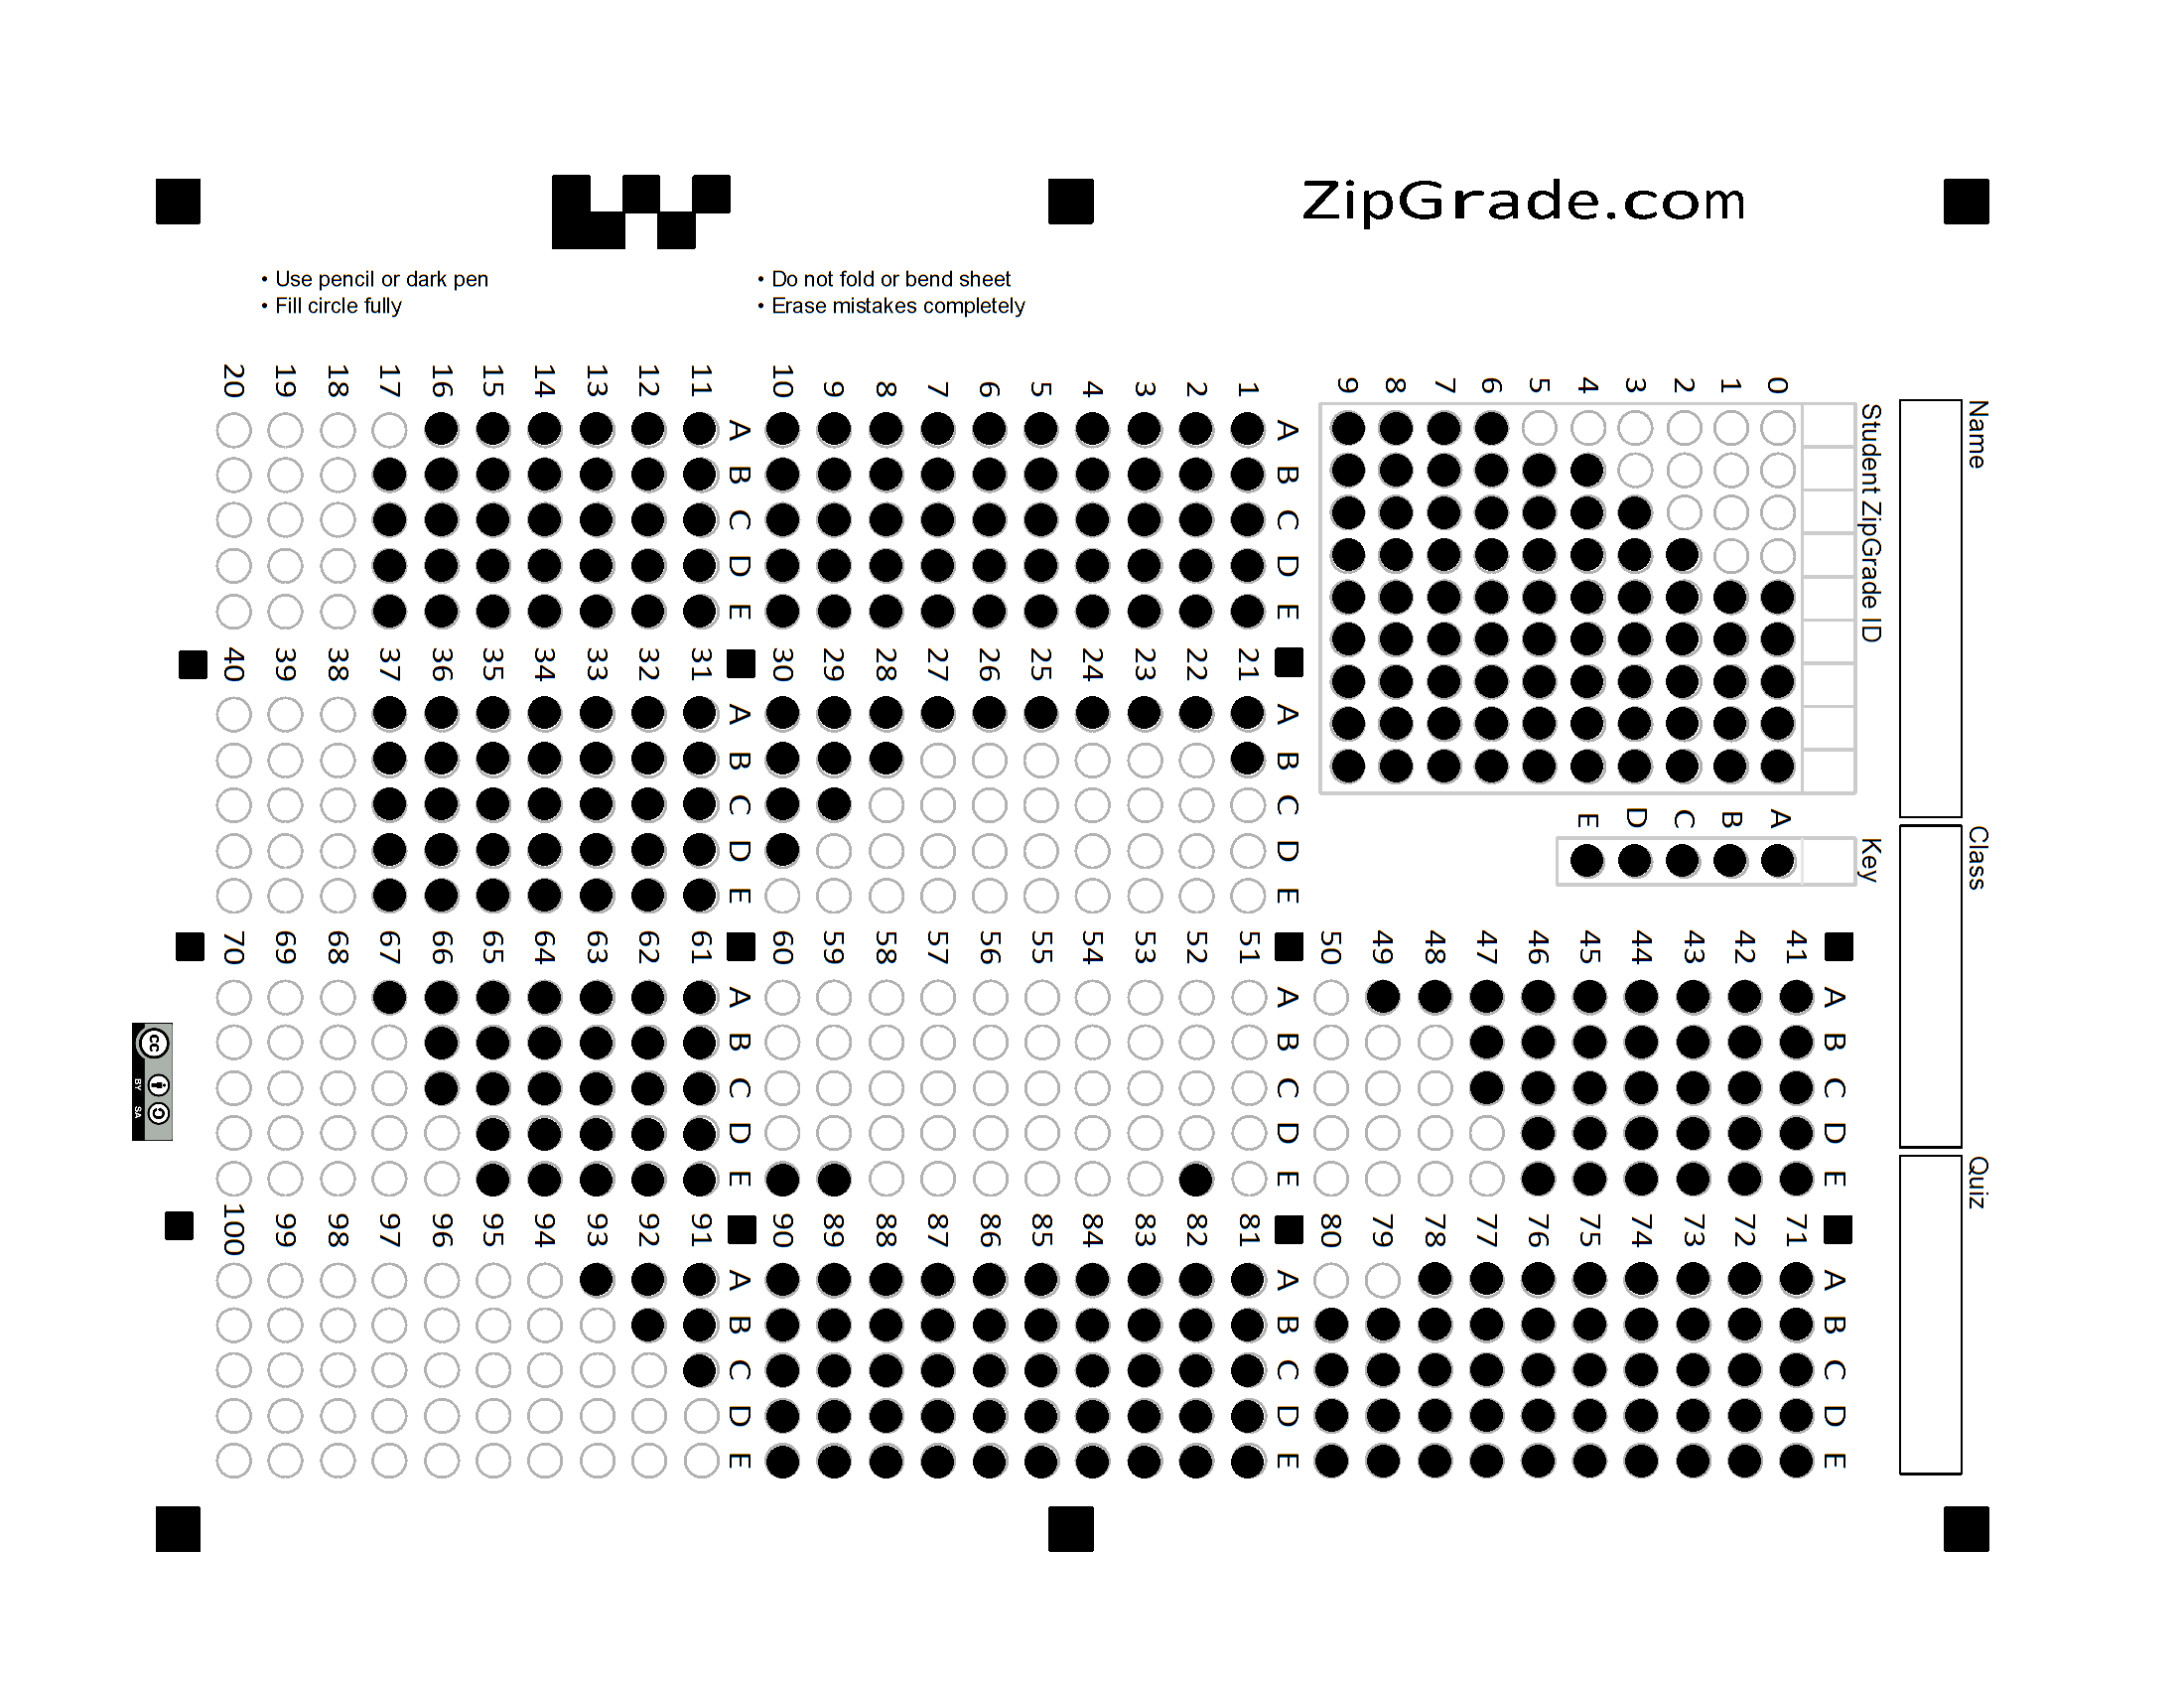 ZipGrade.com
• Use pencil or dark pen
• Fill circle fully
• Do not fold or bend sheet
• Erase mistakes completely
Name
Class
Quiz
Student ZipGrade ID
0 1 2 3 4 5 6 7 8 9
Key
A B C D E
A B C D E
1 2 3 4 5 6 7 8 9 10
A B C D E
11 12 13 14 15 16 17 18 19 20
A B C D E
21 22 23 24 25 26 27 28 29 30
A B C D E
31 32 33 34 35 36 37 38 39 40
A B C D E
41 42 43 44 45 46 47 48 49 50
A B C D E
51 52 53 54 55 56 57 58 59 60
A B C D E
61 62 63 64 65 66 67 68 69 70
A B C D E
71 72 73 74 75 76 77 78 79 80
A B C D E
81 82 83 84 85 86 87 88 89 90
A B C D E
91 92 93 94 95 96 97 98 99 100
cc BY SA